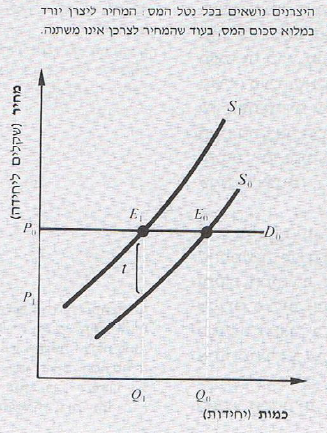 היצרנים נושאים בכל נטל המס: המחיר ליצרן יורד
במלוא סכום המס, בעוד שהמחיר לצרכן אינו משתנה.
מחיר (שקלים ליחידה)
S₁
S₀
P₀
E₁
E₀
D₀
t
P₁
Q₁
Q₀
כמות (יחידות)